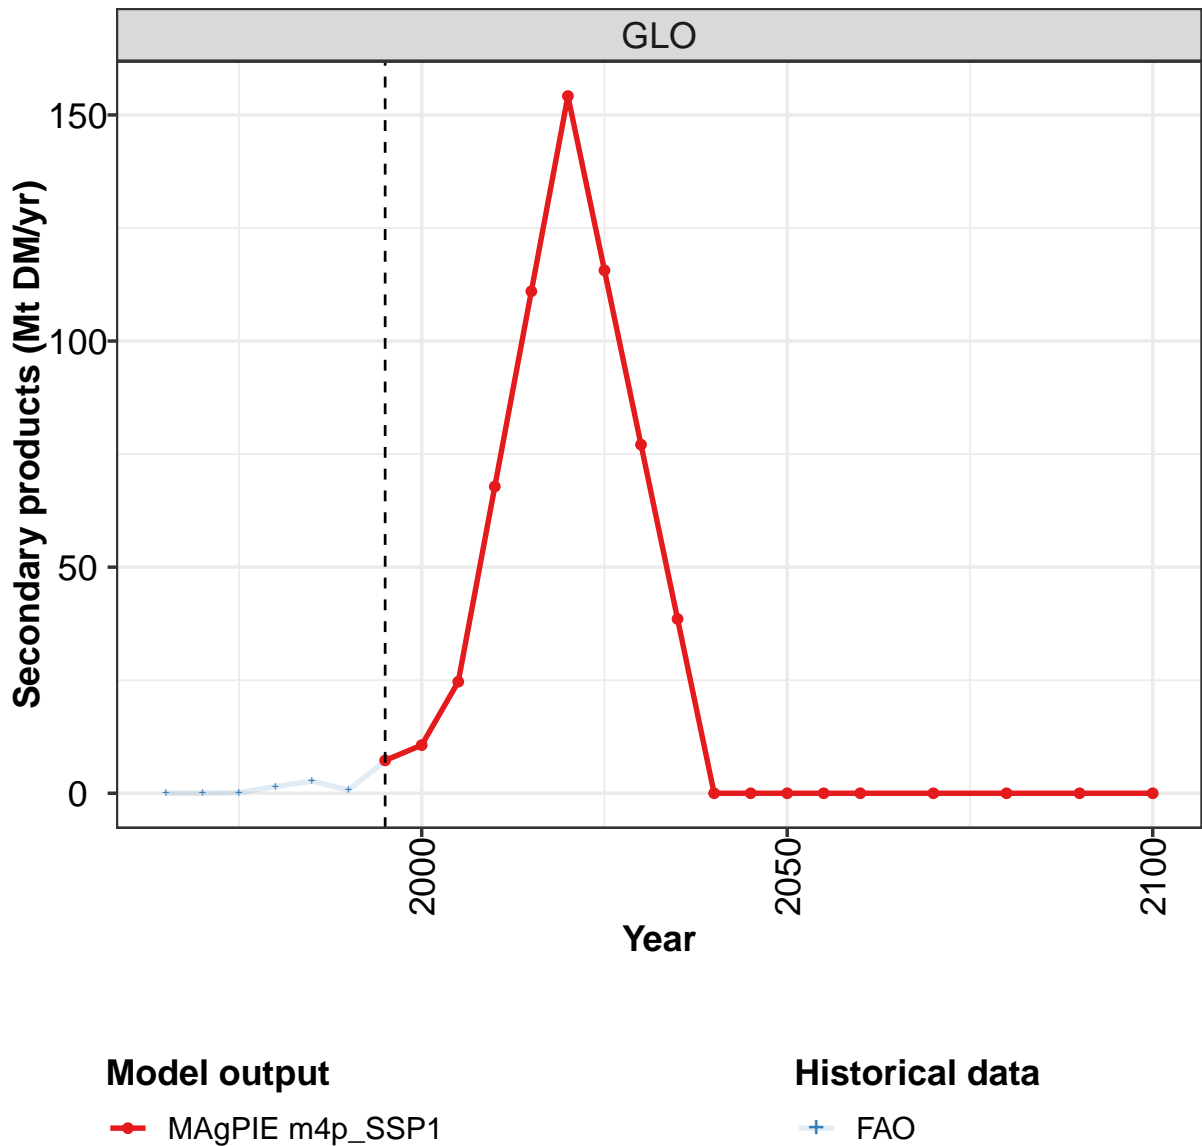 GLO
Secondary products (Mt DM/yr)
150
100
50
0
2000
2050
2100
Year
Model output
MAgPIE m4p_SSP1
Historical data
FAO